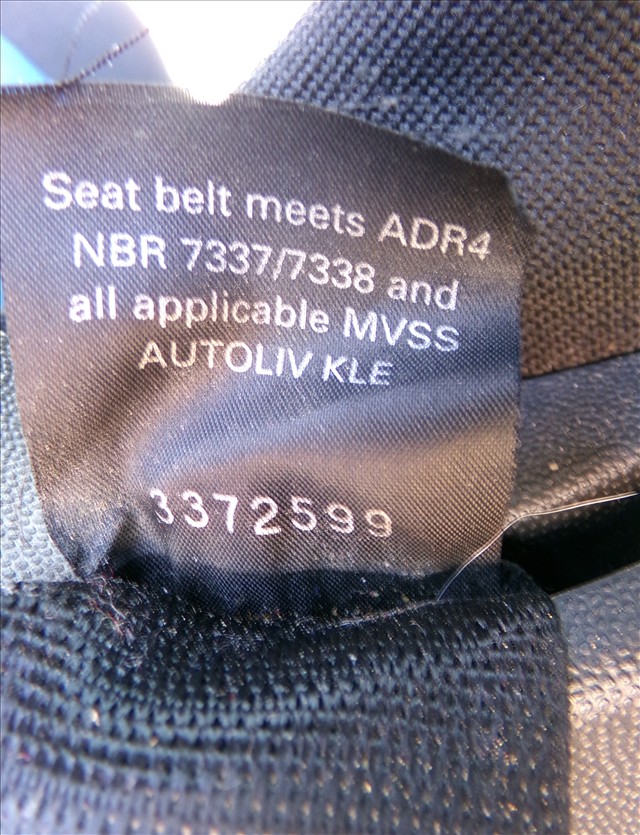 Seat belt meets ADR4
NBR 7337/7338 and
all applicable MVSS
AUTOLIV KLE
3372599